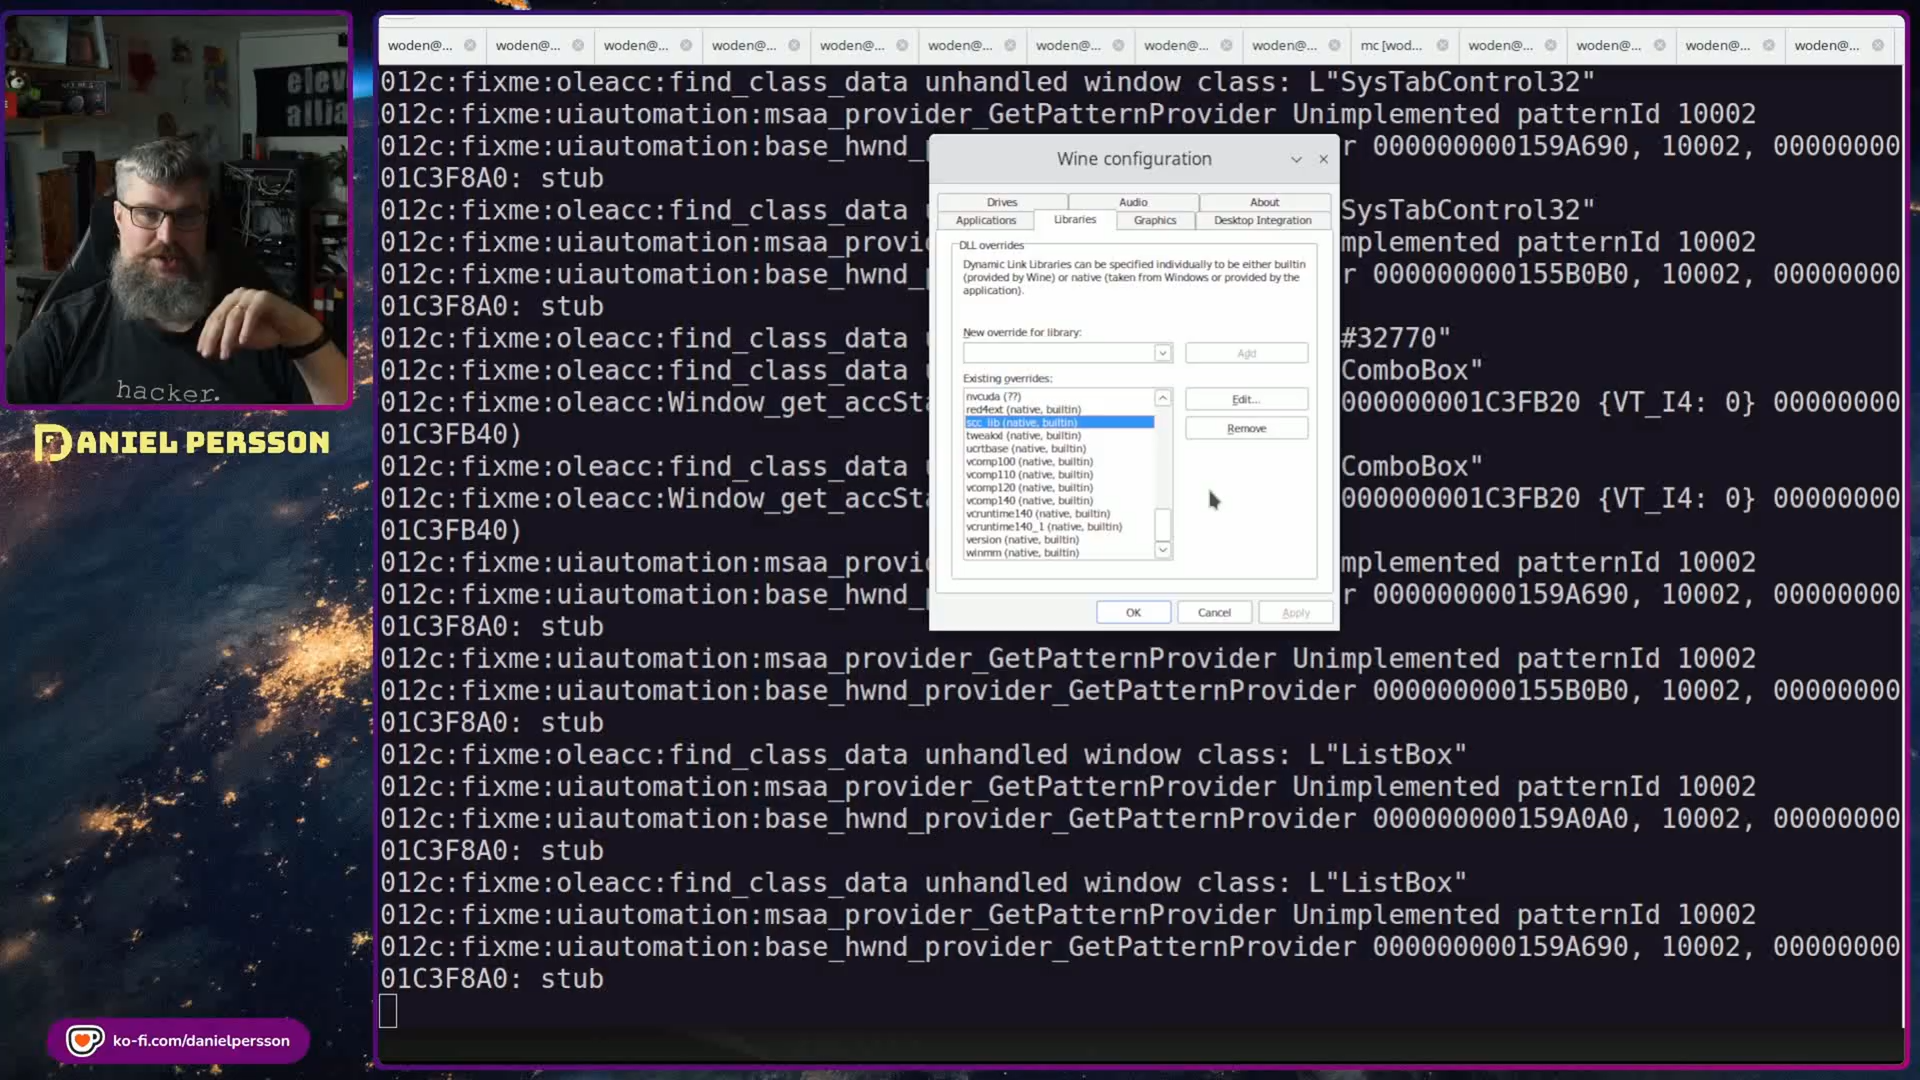 elev
allia
hacker.
DANIEL PERSSON
ko-fi.com/danielpersson
woden@...
woden@...
woden@...
woden@...
woden@...
woden@...
woden@...
woden@...
woden@...
mc [wod...
woden@...
woden@...
woden@...
woden@...
012c:fixme:oleacc:find_class_data unhandled window class: L"SysTabControl32"
012c:fixme:uiautomation:msaa_provider_GetPatternProvider Unimplemented patternId 10002
012c:fixme:uiautomation:base_hwnd_ r 000000000159A690, 10002, 00000000
01C3F8A0: stub
012c:fixme:oleacc:find_class_data SysTabControl32"
012c:fixme:uiautomation:msaa_provi mplemented patternId 10002
012c:fixme:uiautomation:base_hwnd_ r 000000000155B0B0, 10002, 00000000
01C3F8A0: stub
012c:fixme:oleacc:find_class_data #32770"
012c:fixme:oleacc:find_class_data ComboBox"
012c:fixme:oleacc:Window_get_accSta 000000001C3FB20 {VT_I4: 0} 00000000
01C3FB40)
012c:fixme:oleacc:find_class_data ComboBox"
012c:fixme:oleacc:Window_get_accSta 000000001C3FB20 {VT_I4: 0} 00000000
01C3FB40)
012c:fixme:uiautomation:msaa_provi mplemented patternId 10002
012c:fixme:uiautomation:base_hwnd_ r 000000000159A690, 10002, 00000000
01C3F8A0: stub
012c:fixme:uiautomation:msaa_provider_GetPatternProvider Unimplemented patternId 10002
012c:fixme:uiautomation:base_hwnd_provider_GetPatternProvider 000000000155B0B0, 10002, 00000000
01C3F8A0: stub
012c:fixme:oleacc:find_class_data unhandled window class: L"ListBox"
012c:fixme:uiautomation:msaa_provider_GetPatternProvider Unimplemented patternId 10002
012c:fixme:uiautomation:base_hwnd_provider_GetPatternProvider 000000000159A0A0, 10002, 00000000
01C3F8A0: stub
012c:fixme:oleacc:find_class_data unhandled window class: L"ListBox"
012c:fixme:uiautomation:msaa_provider_GetPatternProvider Unimplemented patternId 10002
012c:fixme:uiautomation:base_hwnd_provider_GetPatternProvider 000000000159A690, 10002, 00000000
01C3F8A0: stub
Wine configuration
Drives
Audio
About
Applications
Libraries
Graphics
Desktop Integration
DLL overrides
Dynamic Link Libraries can be specified individually to be either builtin
(provided by Wine) or native (taken from Windows or provided by the
application).
New override for library:
Add
Existing overrides:
nvcuda (??)
red4ext (native, builtin)
scc_lib (native, builtin)
tweakxl (native, builtin)
ucrtbase (native, builtin)
vcomp100 (native, builtin)
vcomp110 (native, builtin)
vcomp120 (native, builtin)
vcomp140 (native, builtin)
vcruntime140 (native, builtin)
vcruntime140_1 (native, builtin)
version (native, builtin)
winmm (native, builtin)
Edit...
Remove
OK
Cancel
Apply